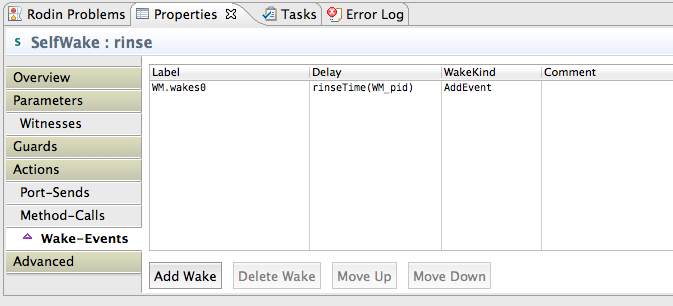 Rodin Problems Properties Tasks Error Log
S SelfWake : rinse
Overview
Parameters
Witnesses
Guards
Actions
Port-Sends
Method-Calls
Wake-Events
Advanced
Label Delay WakeKind Comment
WM.wakes0 rinseTime(WM_pid) AddEvent
Add Wake Delete Wake Move Up Move Down